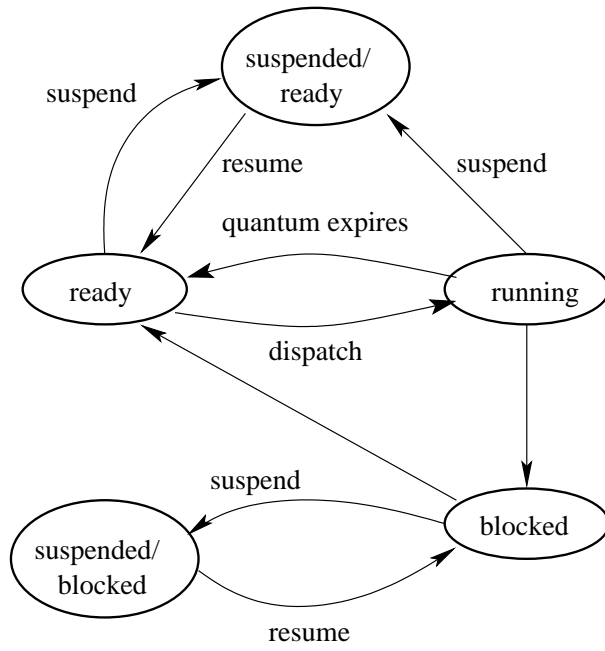 suspended/
ready
suspend
resume
suspend
quantum expires
ready
running
dispatch
suspend
blocked
suspended/
blocked
resume